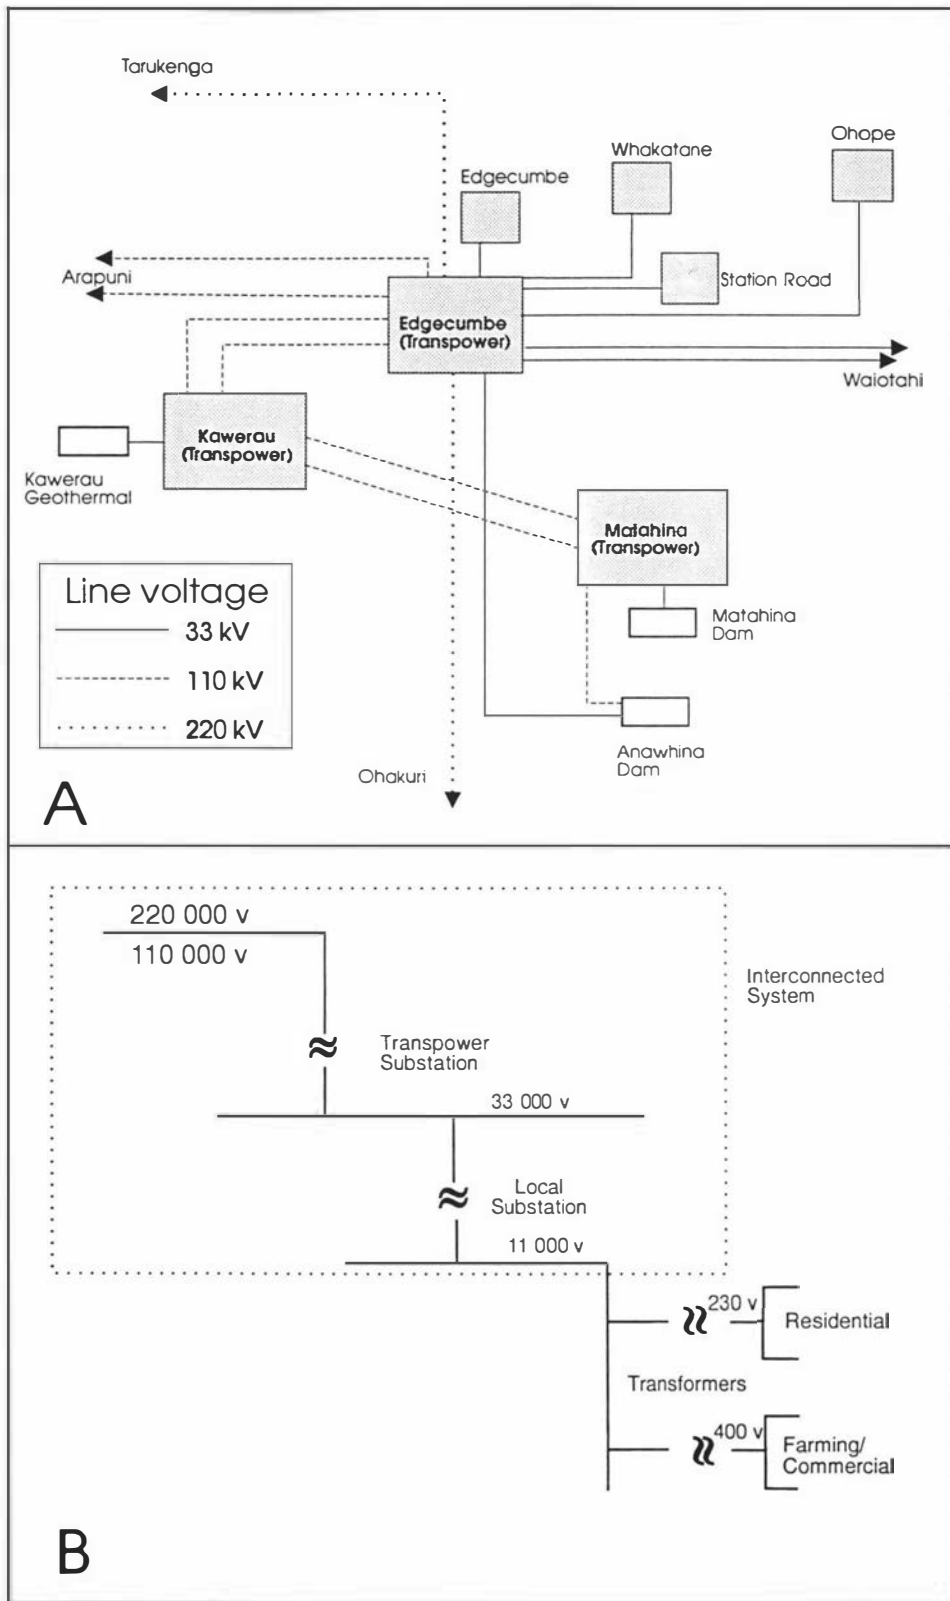 Tarukenga
Ohope
Whakatane
Edgecumbe
Arapuni
Station Road
Edgecumbe
(Transpower)
Waiotahi
Kawerau
(Transpower)
Kawerau
Geothermal
Matahina
(Transpower)
Line voltage
33 kV
110 kV
220 kV
Matahina
Dam
Anawhina
Dam
Ohakuri
A
220 000 v
110 000 v
Interconnected
System
Transpower
Substation
33 000 v
Local
Substation
11 000 v
230 v
Residential
Transformers
400 v
Farming/
Commercial
B